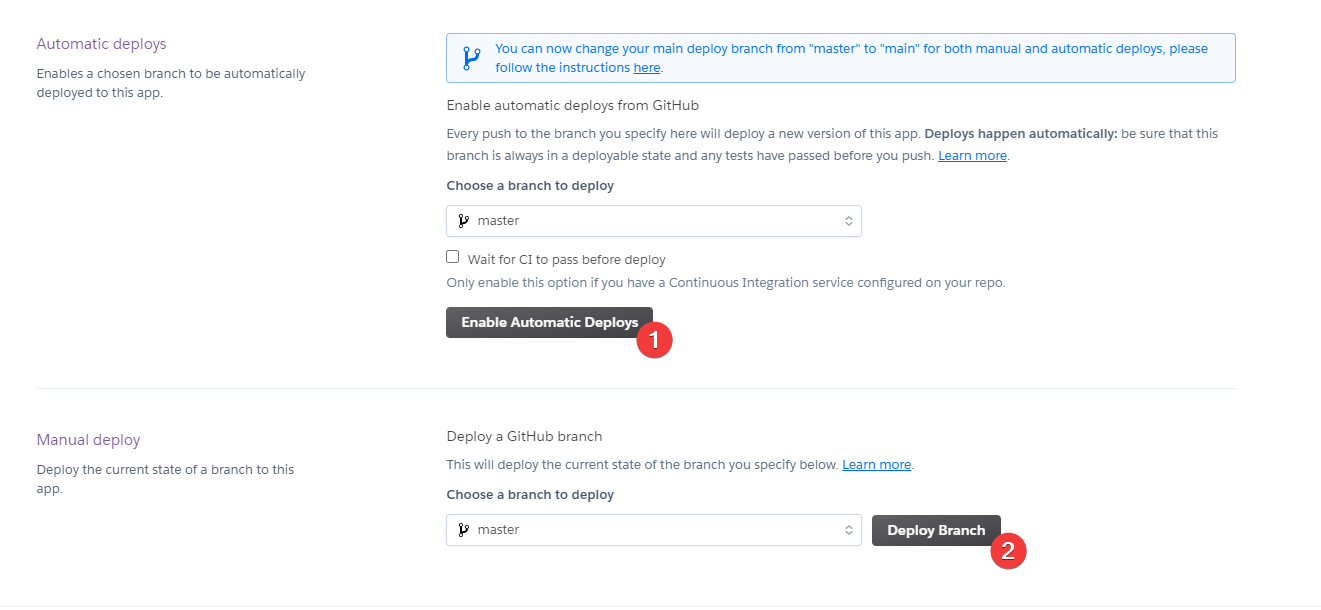 Automatic deploys
Enables a chosen branch to be automatically
deployed to this app.
You can now change your main deploy branch from "master" to "main" for both manual and automatic deploys, please
follow the instructions here.
Enable automatic deploys from GitHub
Every push to the branch you specify here will deploy a new version of this app. Deploys happen automatically: be sure that this
branch is always in a deployable state and any tests have passed before you push. Learn more.
Choose a branch to deploy
master
Wait for CI to pass before deploy
Only enable this option if you have a Continuous Integration service configured on your repo.
Enable Automatic Deploys
1
Manual deploy
Deploy the current state of a branch to this
app.
Deploy a GitHub branch
This will deploy the current state of the branch you specify below. Learn more.
Choose a branch to deploy
master
Deploy Branch
2